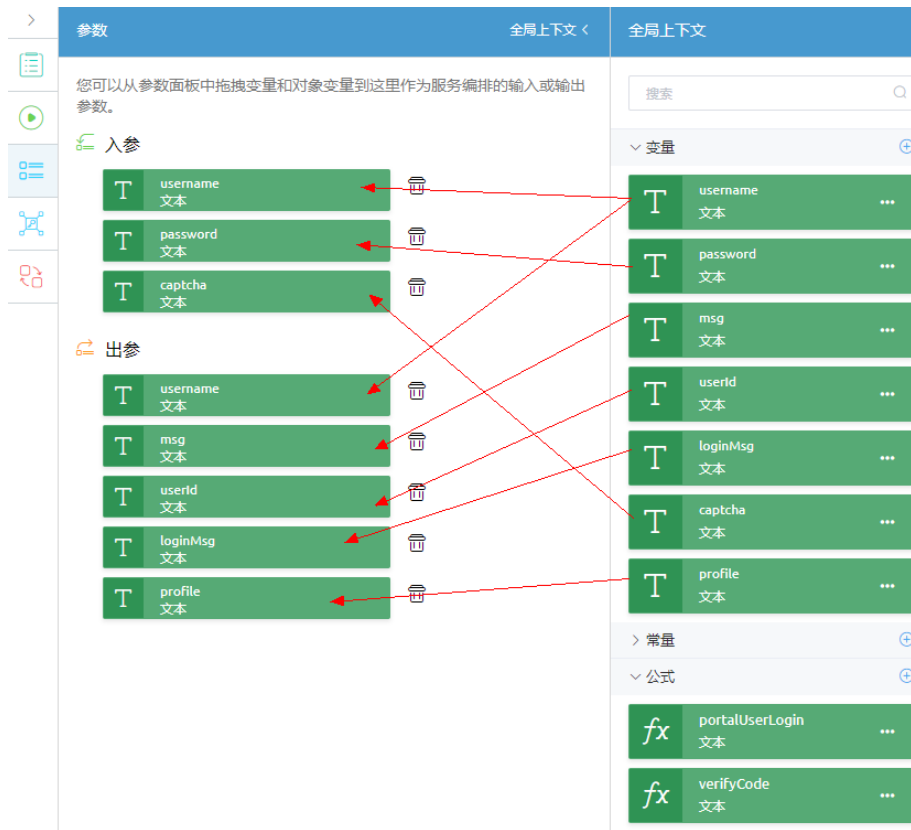 参数
全局上下文 <
您可以从参数面板中拖拽变量和对象变量到这里作为服务编排的输入或输出
参数。
入参
T
username
文本
T
password
文本
T
captcha
文本
出参
T
username
文本
T
msg
文本
T
userId
文本
T
loginMsg
文本
T
profile
文本
全局上下文
搜索
变量
T
username
文本
T
password
文本
T
msg
文本
T
userId
文本
T
loginMsg
文本
T
captcha
文本
T
profile
文本
常量
公式
fx
portalUserLogin
文本
fx
verifyCode
文本